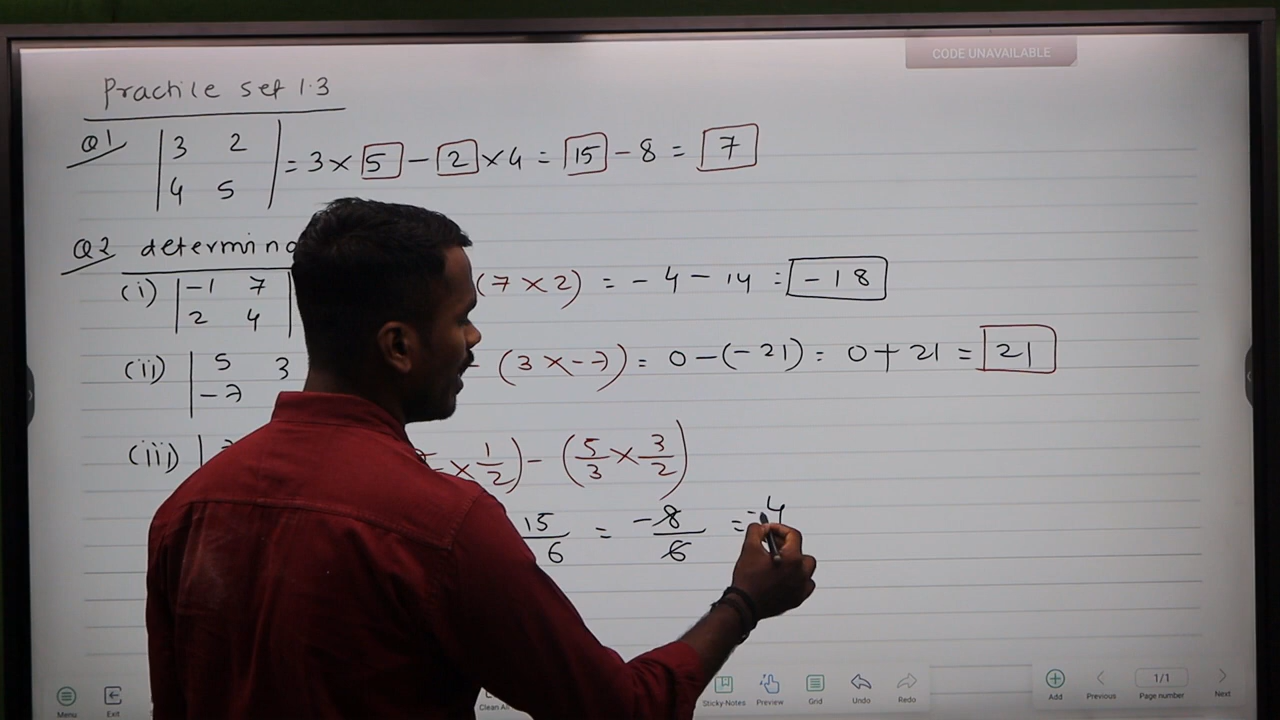 CODE UNAVAILABLE
Practile set 1.3
Q1 | 3 2 | = 3 × 5 − 2 × 4 = 15 − 8 = 7
| 4 5 |
Q2
(i) | −1 7 | (7 × 2) = − 4 − 14 = − 18
| 2 4 |
(ii) | 5 3 − (3 × −7) = 0 − (−21) = 0 + 21 = 21
| −7
(iii) | × 1/2) − (5/3 × 3/2)
15/6 = −8/6 = −4
Menu Exit Sticky-Notes Preview Grid Undo Redo Add Previous 1/1 Page number Next